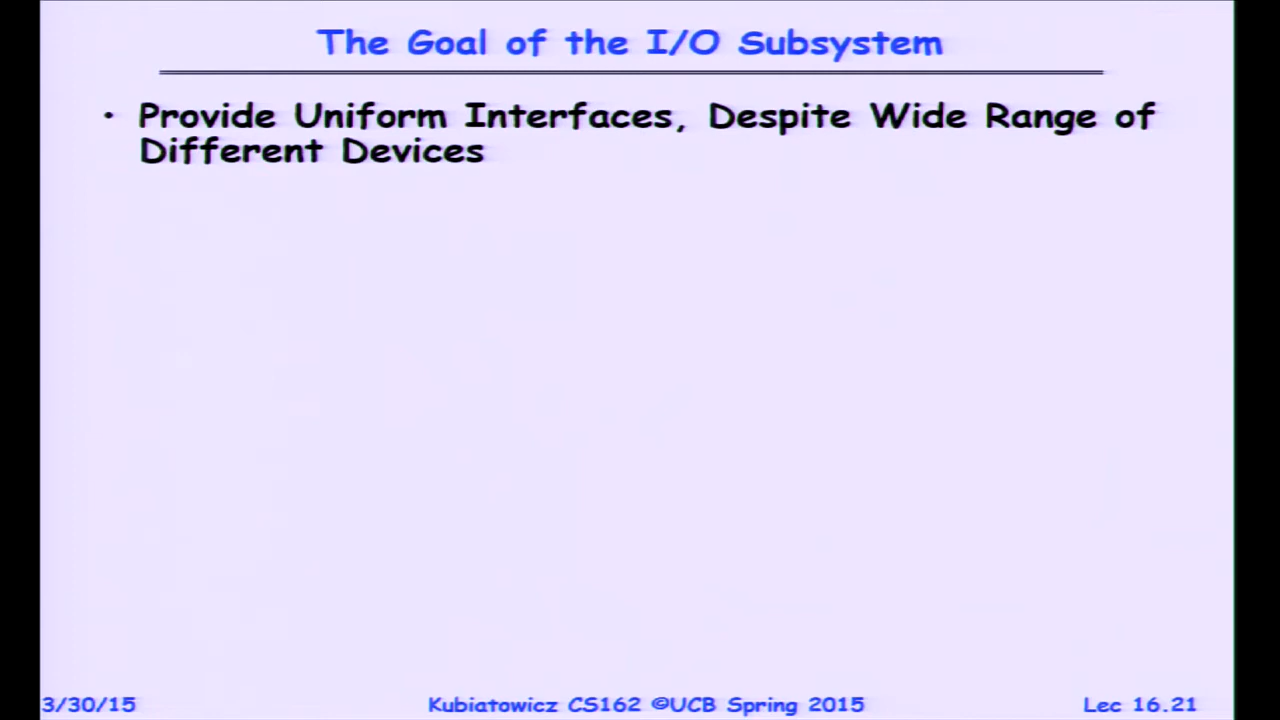 The Goal of the I/O Subsystem
• Provide Uniform Interfaces, Despite Wide Range of
Different Devices
3/30/15
Kubiatowicz CS162 ©UCB Spring 2015
Lec 16.21